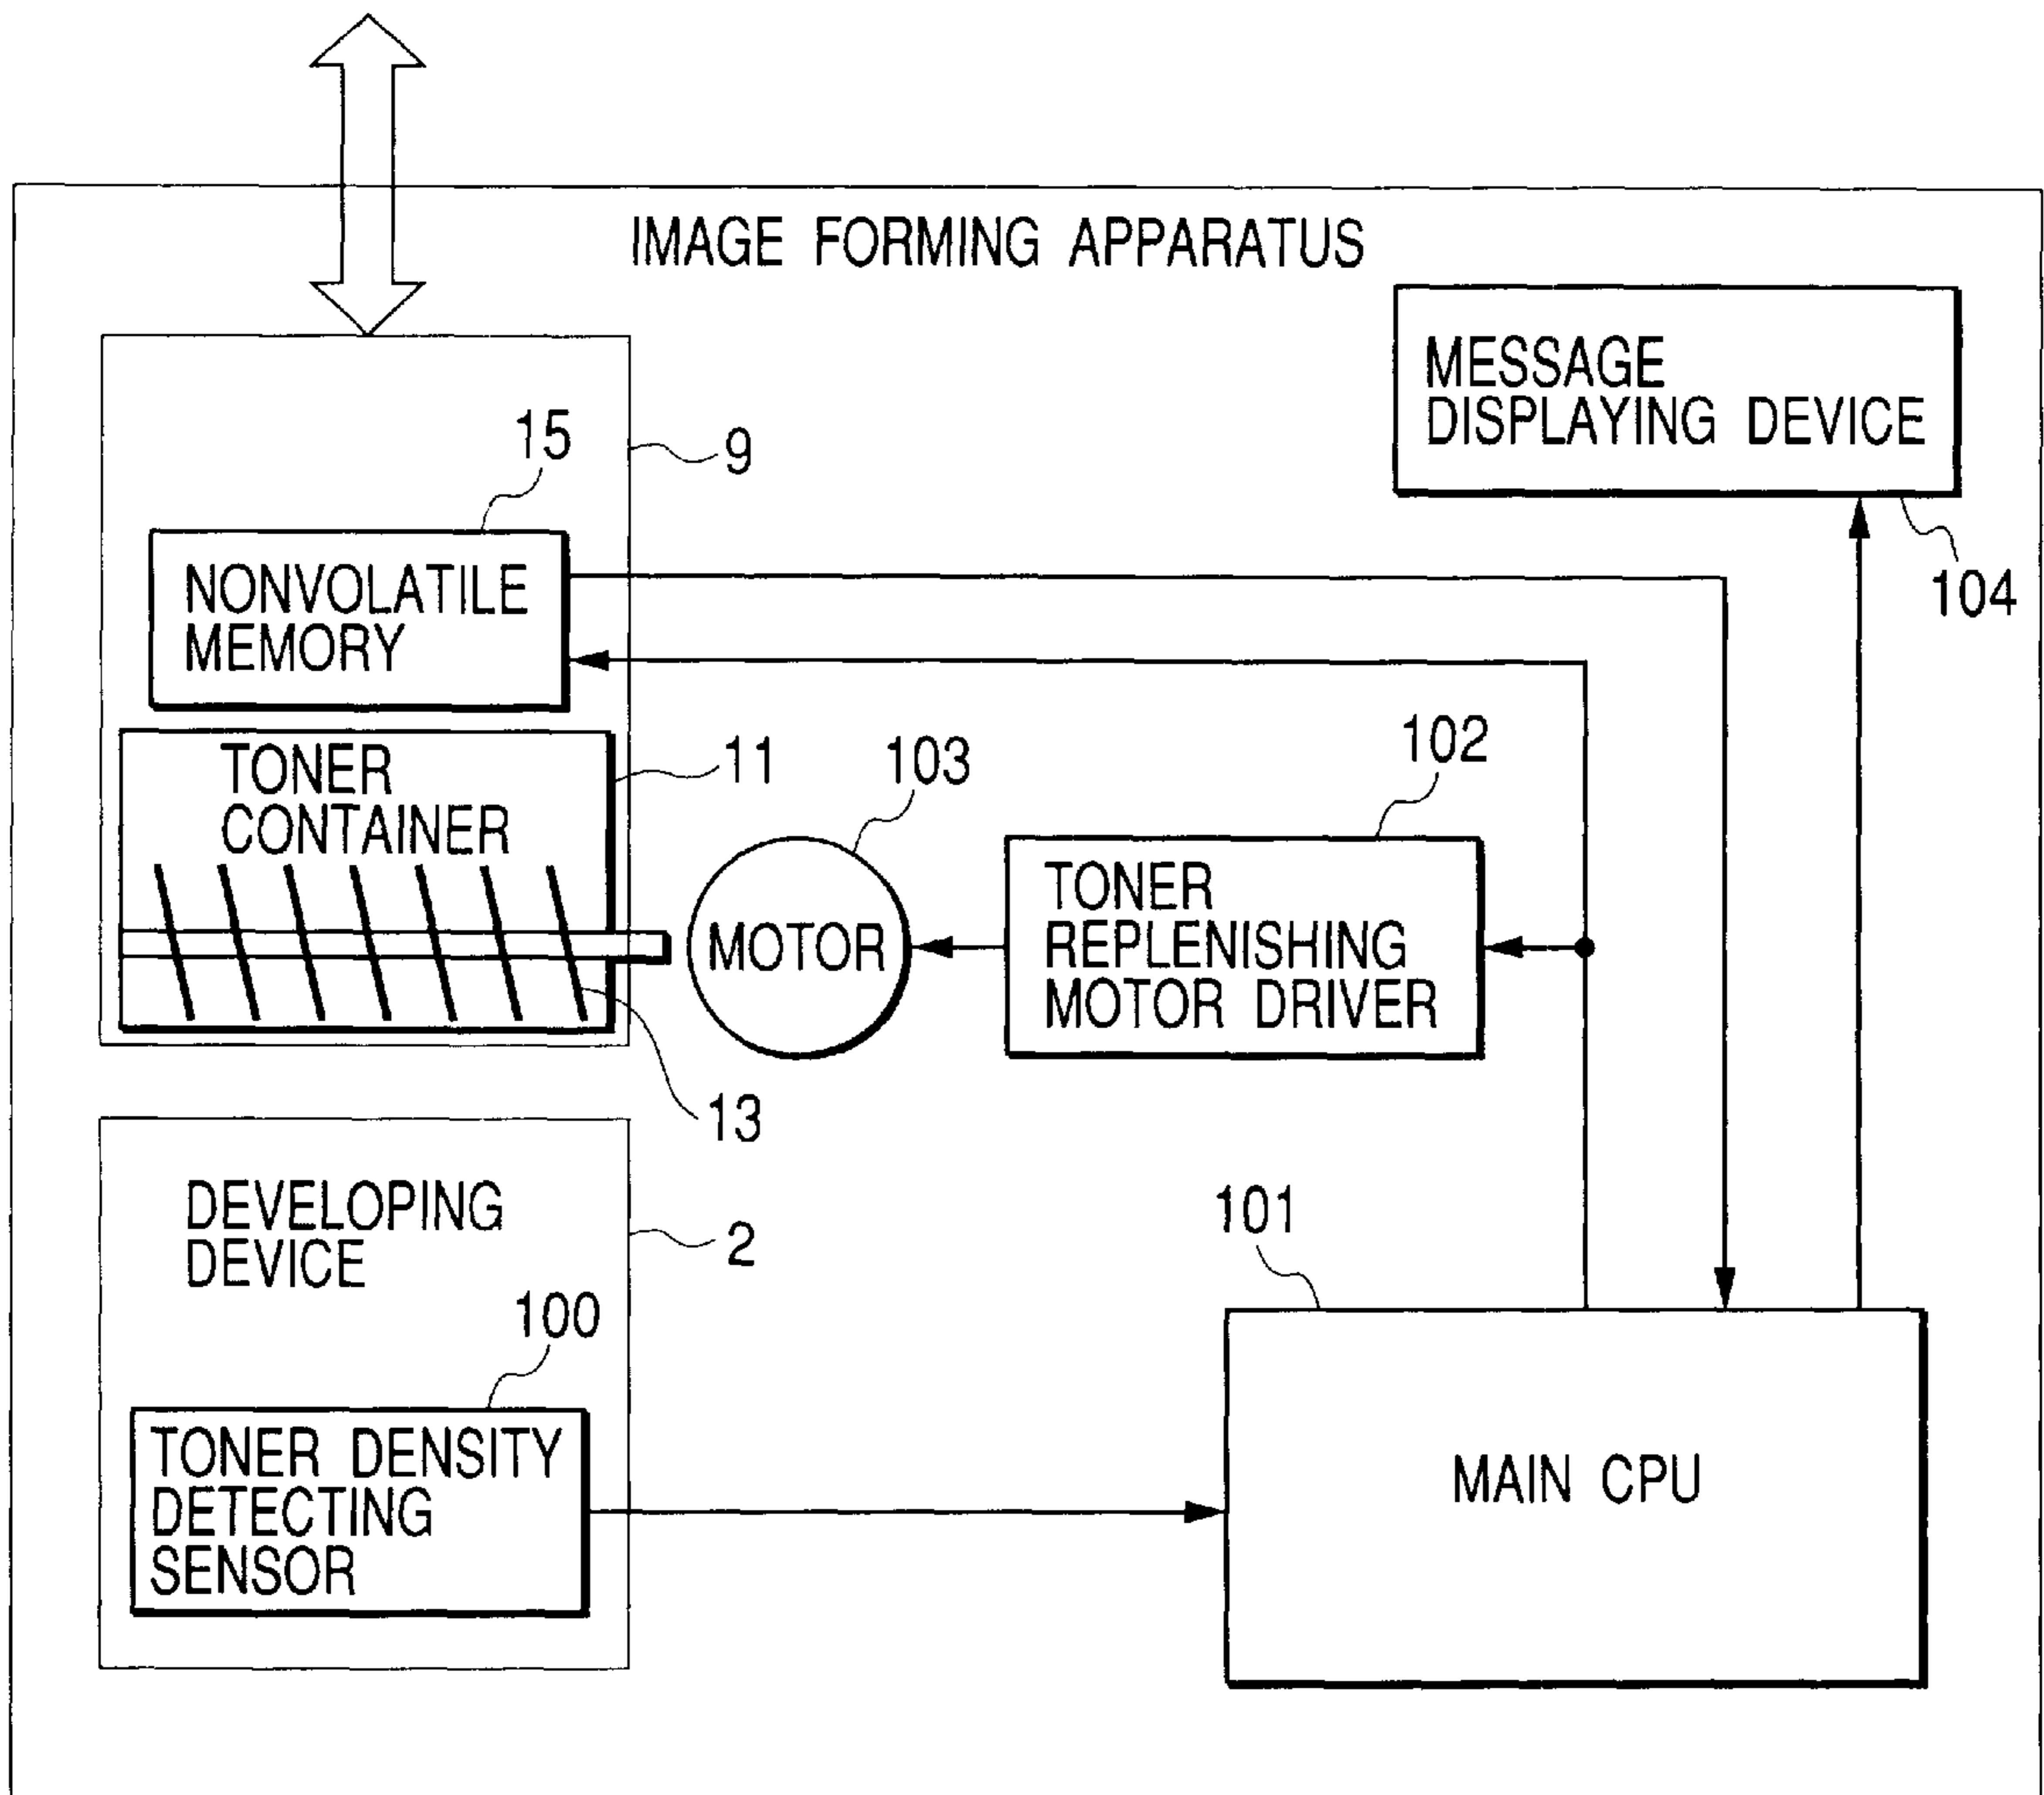 IMAGE FORMING APPARATUS
MESSAGE
DISPLAYING DEVICE
104
15
9
NONVOLATILE
MEMORY
TONER
CONTAINER
11
103
102
MOTOR
TONER
REPLENISHING
MOTOR DRIVER
13
DEVELOPING
DEVICE
2
101
100
TONER DENSITY
DETECTING
SENSOR
MAIN CPU